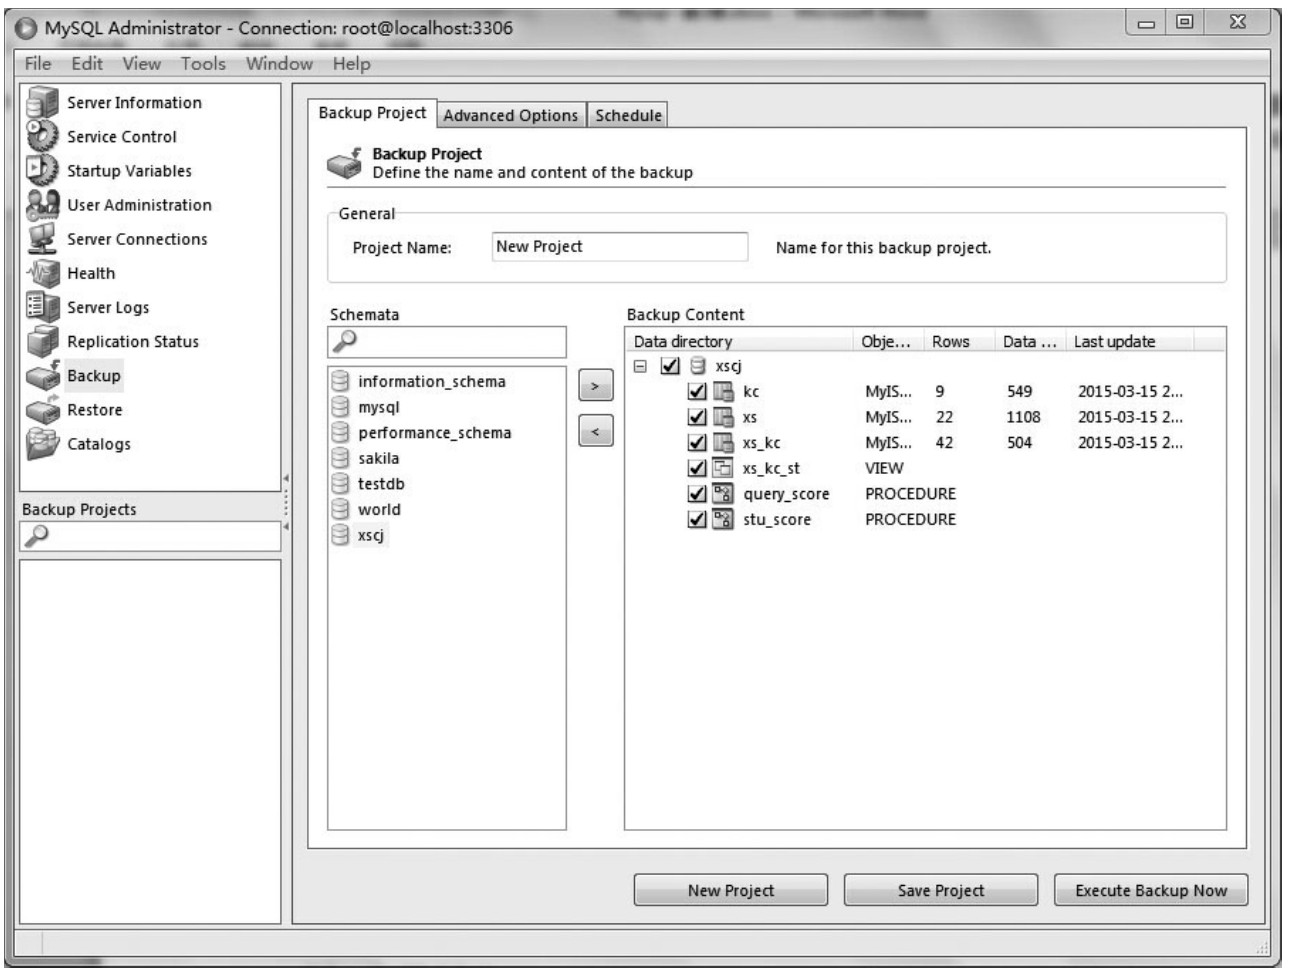 MySQL Administrator - Connection: root@localhost:3306
File Edit View Tools Window Help
Server Information
Service Control
Startup Variables
User Administration
Server Connections
Health
Server Logs
Replication Status
Backup
Restore
Catalogs
Backup Projects
Backup Project Advanced Options Schedule
Backup Project
Define the name and content of the backup
General
Project Name: New Project Name for this backup project.
Schemata
information_schema
mysql
performance_schema
sakila
testdb
world
xscj
>
<
Backup Content
Data directory Obje... Rows Data ... Last update
xscj
kc MyIS... 9 549 2015-03-15 2...
xs MyIS... 22 1108 2015-03-15 2...
xs_kc MyIS... 42 504 2015-03-15 2...
xs_kc_st VIEW
query_score PROCEDURE
stu_score PROCEDURE
New Project Save Project Execute Backup Now